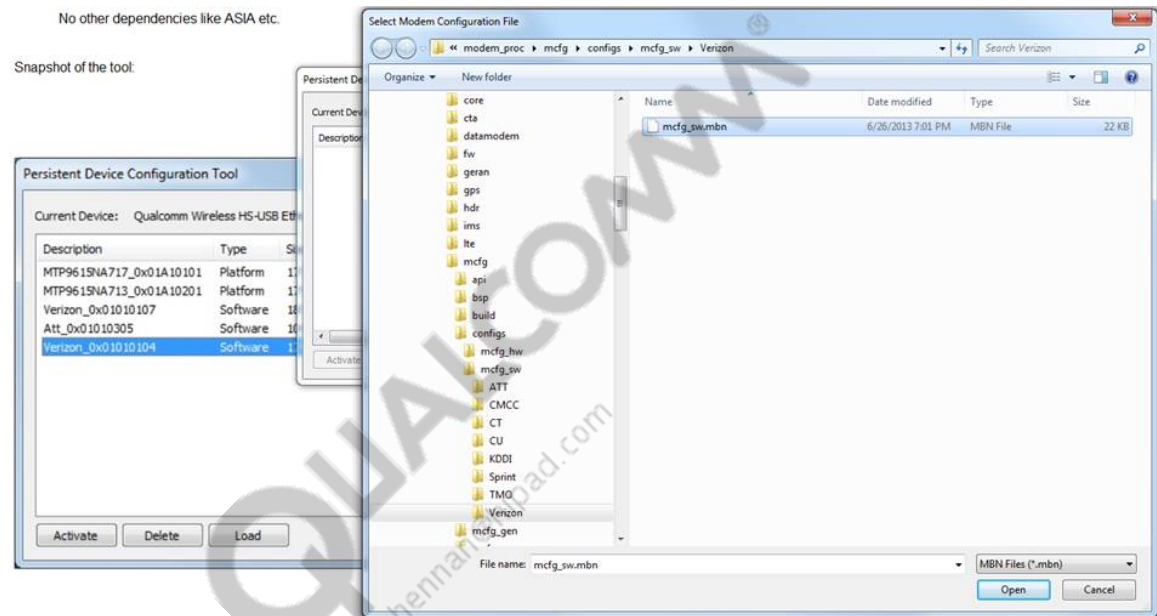 No other dependencies like ASIA etc.
Snapshot of the tool:
Persistent Device Configuration Tool
Current Device: Qualcomm Wireless HS-USB
Description Type
MTP9615NA717_0x01A10101 Platform
MTP9615NA713_0x01A10201 Platform
Verizon_0x01010107 Software
Att_0x01010305 Software
Verizon_0x01010104 Software
Activate Delete Load
Persistent De
Current Dev
Description
Activate
Select Modem Configuration File
« modem_proc ▸ mcfg ▸ configs ▸ mcfg_sw ▸ Verizon
Search Verizon
Organize New folder
core
cta
datamodem
fw
geran
gps
hdr
ims
lte
mcfg
api
bsp
build
configs
mcfg_hw
mcfg_sw
ATT
CMCC
CT
CU
KDDI
Sprint
TMO
Verizon
mcfg_gen
Name Date modified Type Size
mcfg_sw.mbn 6/26/2013 7:01 PM MBN File 22 KB
File name: mcfg_sw.mbn MBN Files (*.mbn)
Open Cancel
QUALCOMM